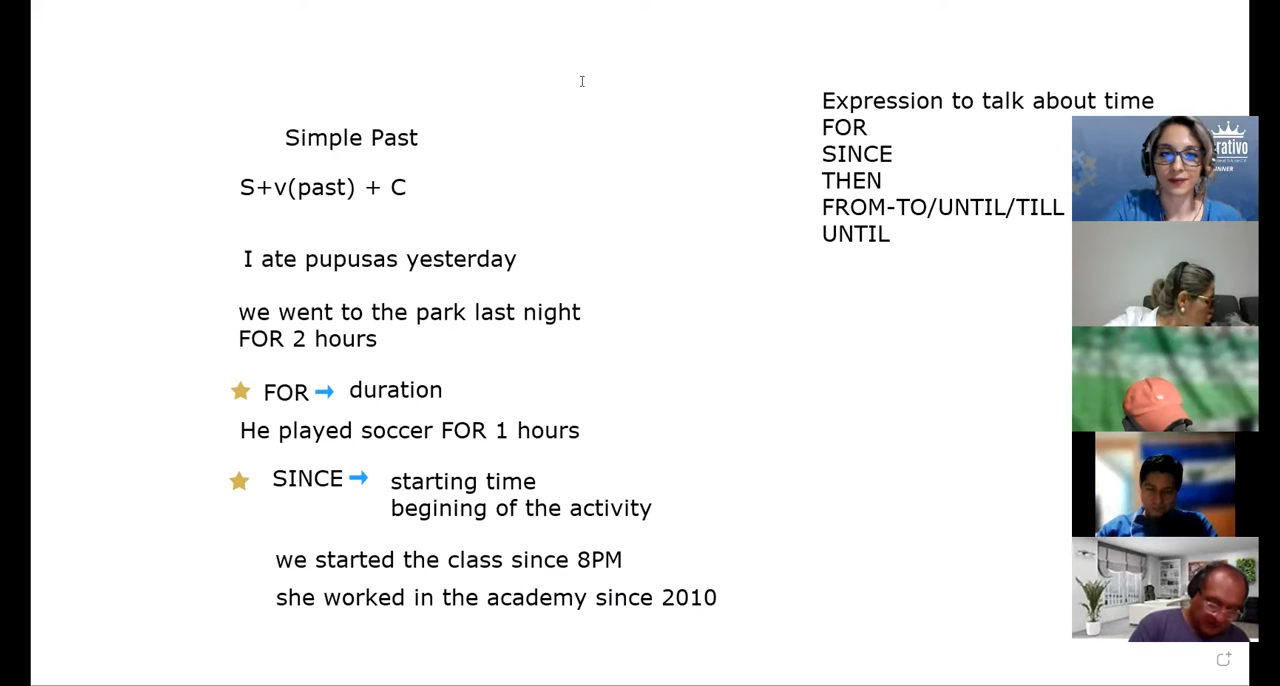 Simple Past
S+v(past) + C
I ate pupusas yesterday
we went to the park last night
FOR 2 hours
FOR duration
He played soccer FOR 1 hours
SINCE starting time
begining of the activity
we started the class since 8PM
she worked in the academy since 2010
Expression to talk about time
FOR
SINCE
THEN
FROM-TO/UNTIL/TILL
UNTIL
rativo